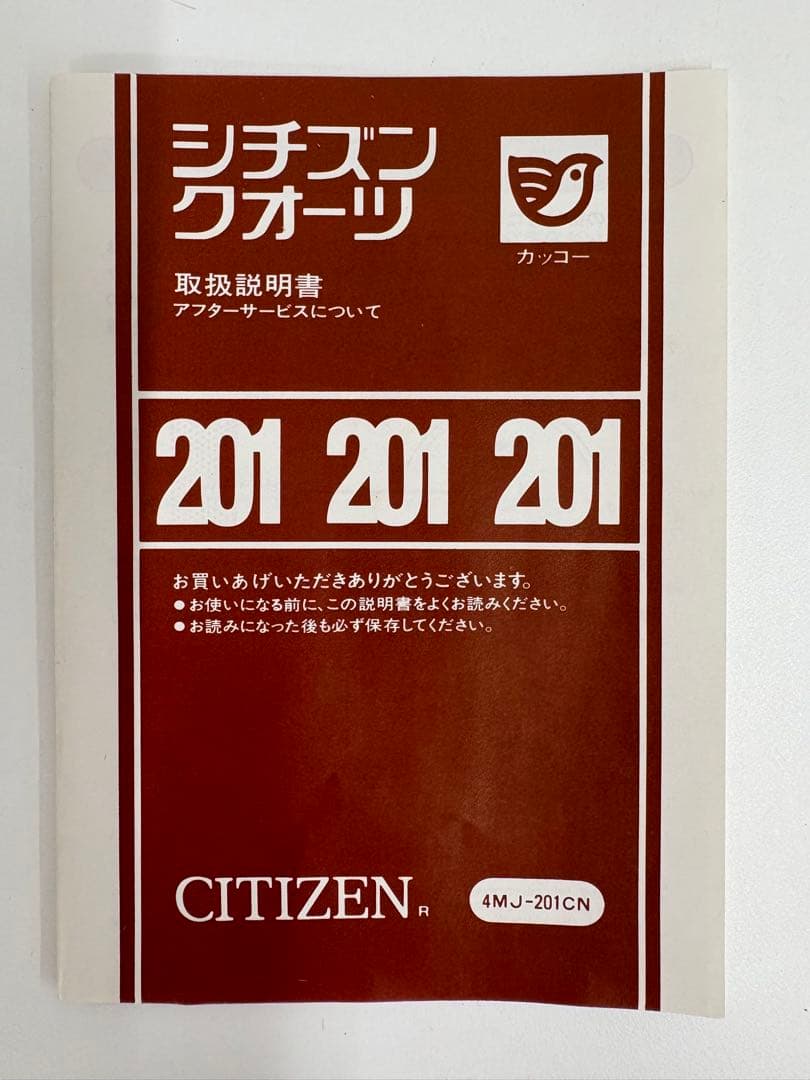 シチズン
クオーツ
カッコー
取扱説明書
アフターサービスについて
201 201 201
お買いあげいただきありがとうございます。
●お使いになる前に、この説明書をよくお読みください。
●お読みになった後も必ず保存してください。
CITIZEN R
4MJ-201CN